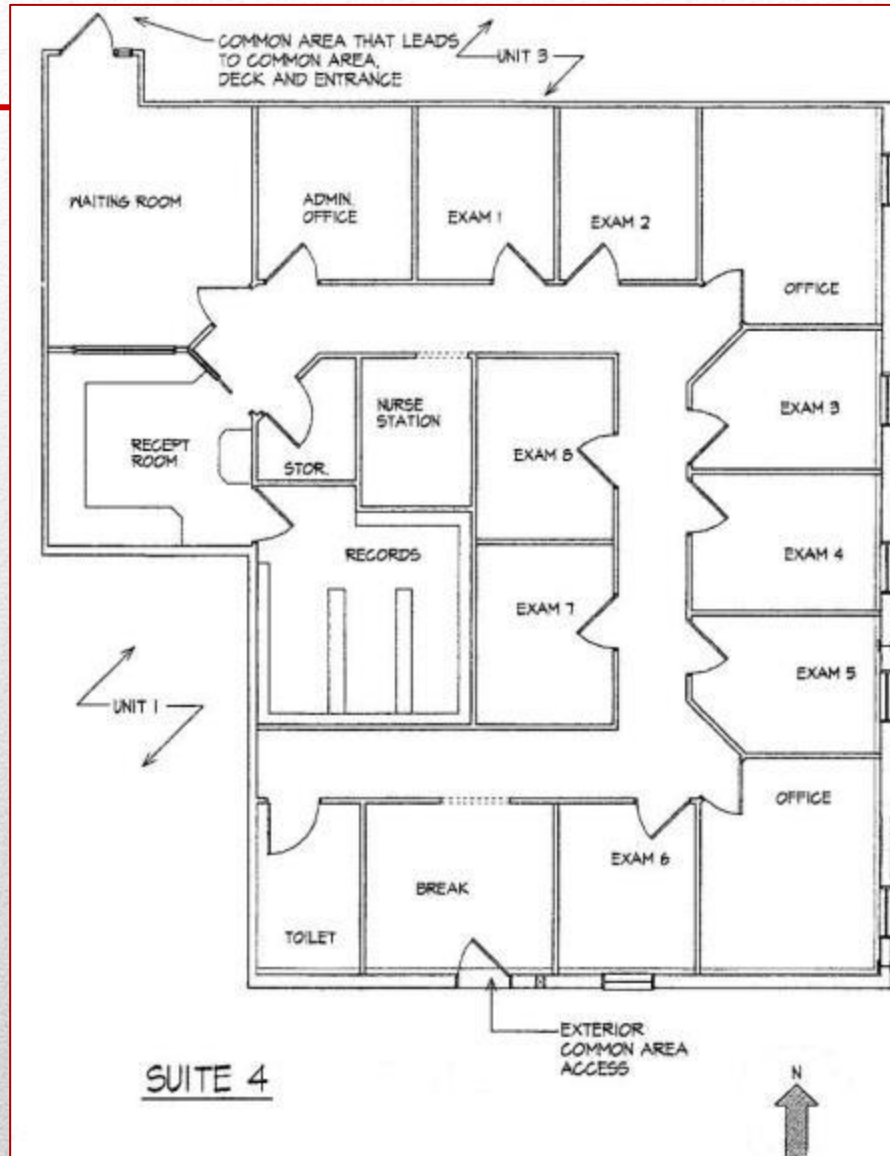 COMMON AREA THAT LEADS
TO COMMON AREA,
DECK AND ENTRANCE
UNIT 3
WAITING ROOM
ADMIN.
OFFICE
EXAM 1
EXAM 2
OFFICE
EXAM 3
NURSE
STATION
RECEPT
ROOM
STOR.
EXAM 8
EXAM 4
RECORDS
EXAM 7
EXAM 5
UNIT 1
OFFICE
EXAM 6
BREAK
TOILET
EXTERIOR
COMMON AREA
ACCESS
SUITE 4
N